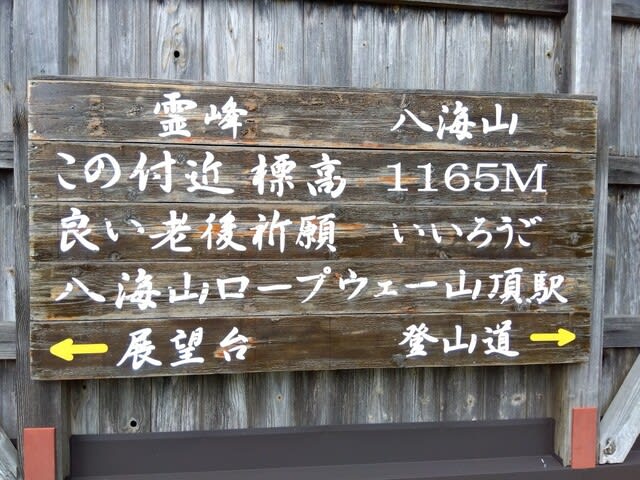 霊峰 八海山
この付近 標高 1165M
良い老後祈願 いいろうご
八海山ロープウェー山頂駅
← 展望台 登山道 →